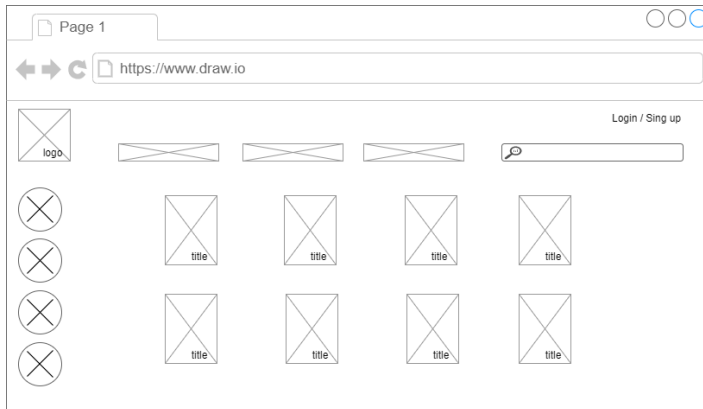 Page 1
https://www.draw.io
Login / Sing up
logo
title title title title
title title title title